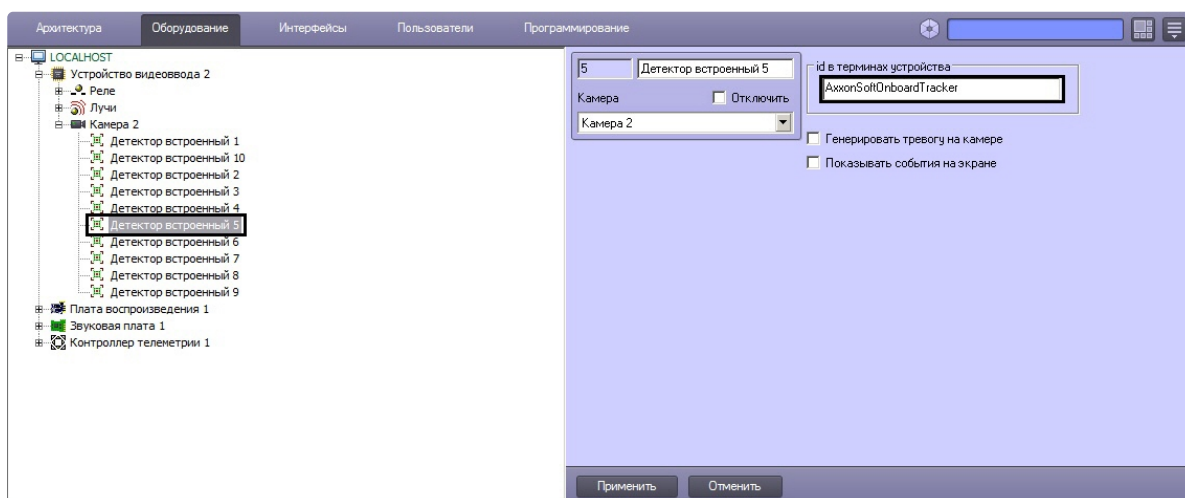 Архитектура Оборудование Интерфейсы Пользователи Программирование
LOCALHOST
Устройство видеоввода 2
Реле
Лучи
Камера 2
Детектор встроенный 1
Детектор встроенный 10
Детектор встроенный 2
Детектор встроенный 3
Детектор встроенный 4
Детектор встроенный 5
Детектор встроенный 6
Детектор встроенный 7
Детектор встроенный 8
Детектор встроенный 9
Плата воспроизведения 1
Звуковая плата 1
Контроллер телеметрии 1
5 Детектор встроенный 5
Камера Отключить
Камера 2
id в терминах устройства
AxxonSoftOnboardTracker
Генерировать тревогу на камере
Показывать события на экране
Применить Отменить